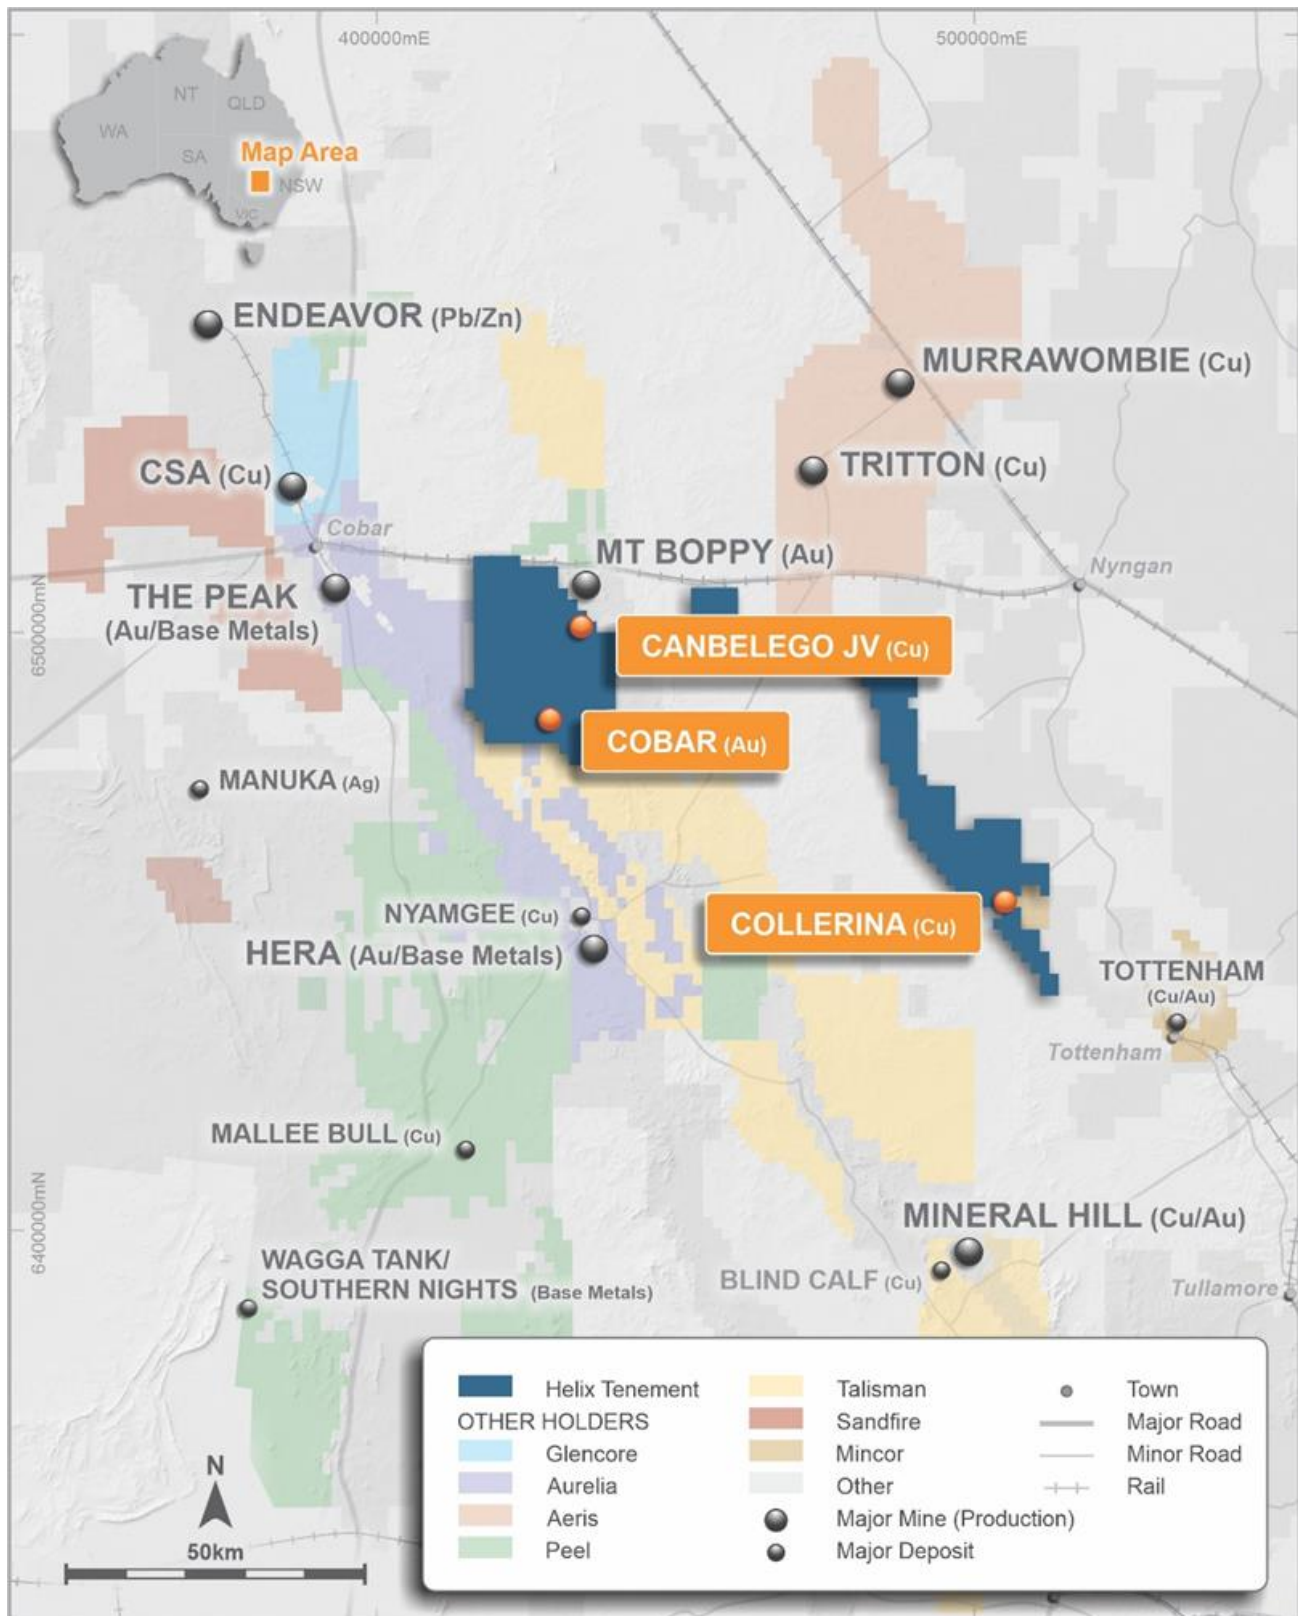 400000mE
500000mE
NT
QLD
WA
SA
Map Area
NSW
VIC
ENDEAVOR (Pb/Zn)
MURRAWOMBIE (Cu)
CSA (Cu)
TRITTON (Cu)
Cobar
MT BOPPY (Au)
Nyngan
THE PEAK
(Au/Base Metals)
6500000mN
CANBELEGO JV (Cu)
COBAR (Au)
MANUKA (Ag)
NYAMGEE (Cu)
COLLERINA (Cu)
HERA (Au/Base Metals)
TOTTENHAM
(Cu/Au)
Tottenham
MALLEE BULL (Cu)
6400000mN
MINERAL HILL (Cu/Au)
WAGGA TANK/
SOUTHERN NIGHTS (Base Metals)
BLIND CALF (Cu)
Tullamore
Helix Tenement
OTHER HOLDERS
Glencore
Aurelia
Aeris
Peel
Talisman
Sandfire
Mincor
Other
Major Mine (Production)
Major Deposit
Town
Major Road
Minor Road
Rail
N
50km